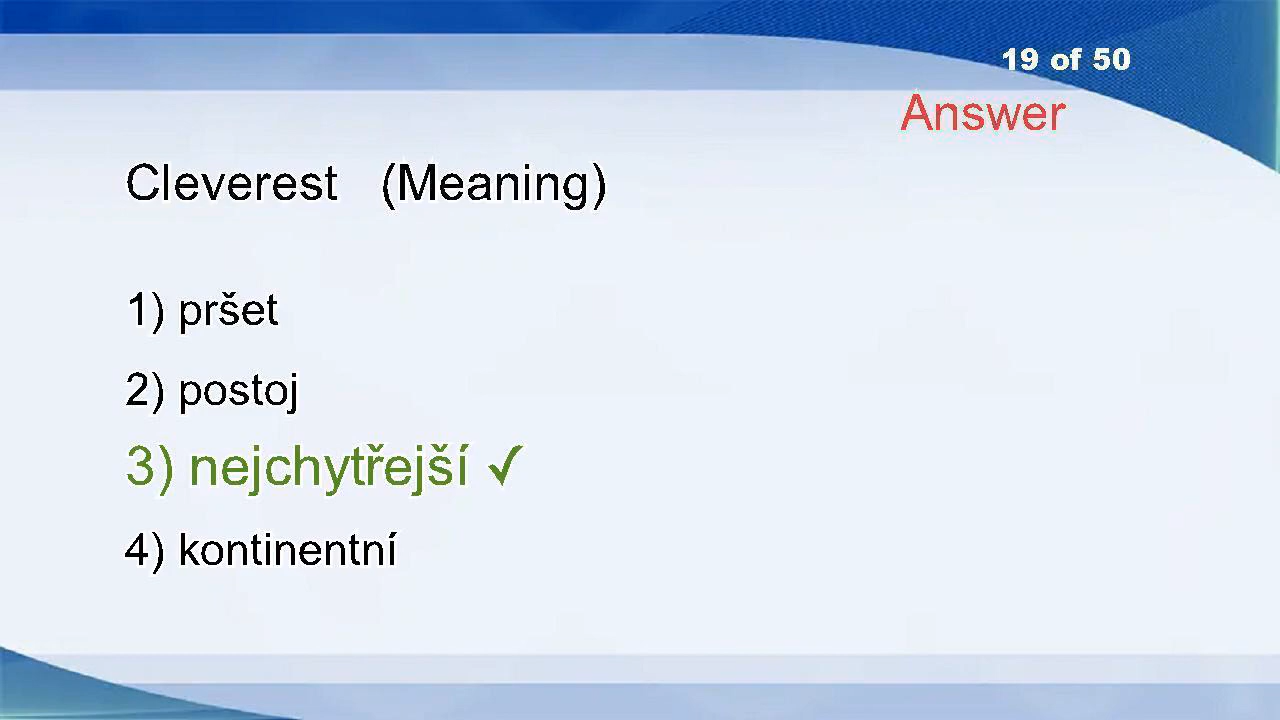 19 of 50
Answer
Cleverest (Meaning)
1) pršet
2) postoj
3) nejchytřejší ✓
4) kontinentní